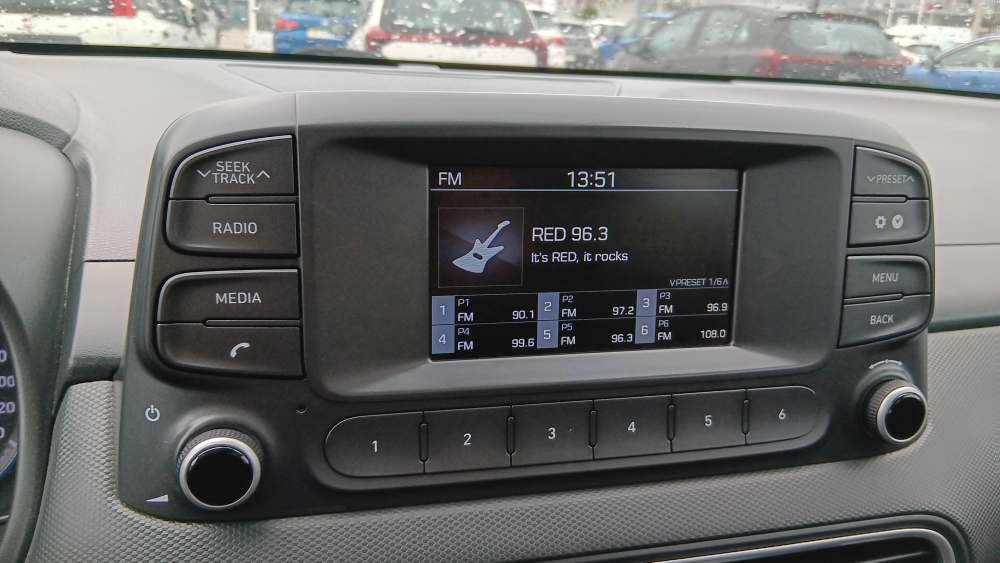 FM 13:51
SEEK
TRACK
PRESET
RADIO
RED 96.3
It's RED, it rocks
PRESET 1/6
MEDIA
MENU
BACK
1 P1 FM 90.1
2 P2 FM 97.2
3 P3 FM 96.9
4 P4 FM 99.6
5 P5 FM 96.3
6 P6 FM 108.0
1 2 3 4 5 6